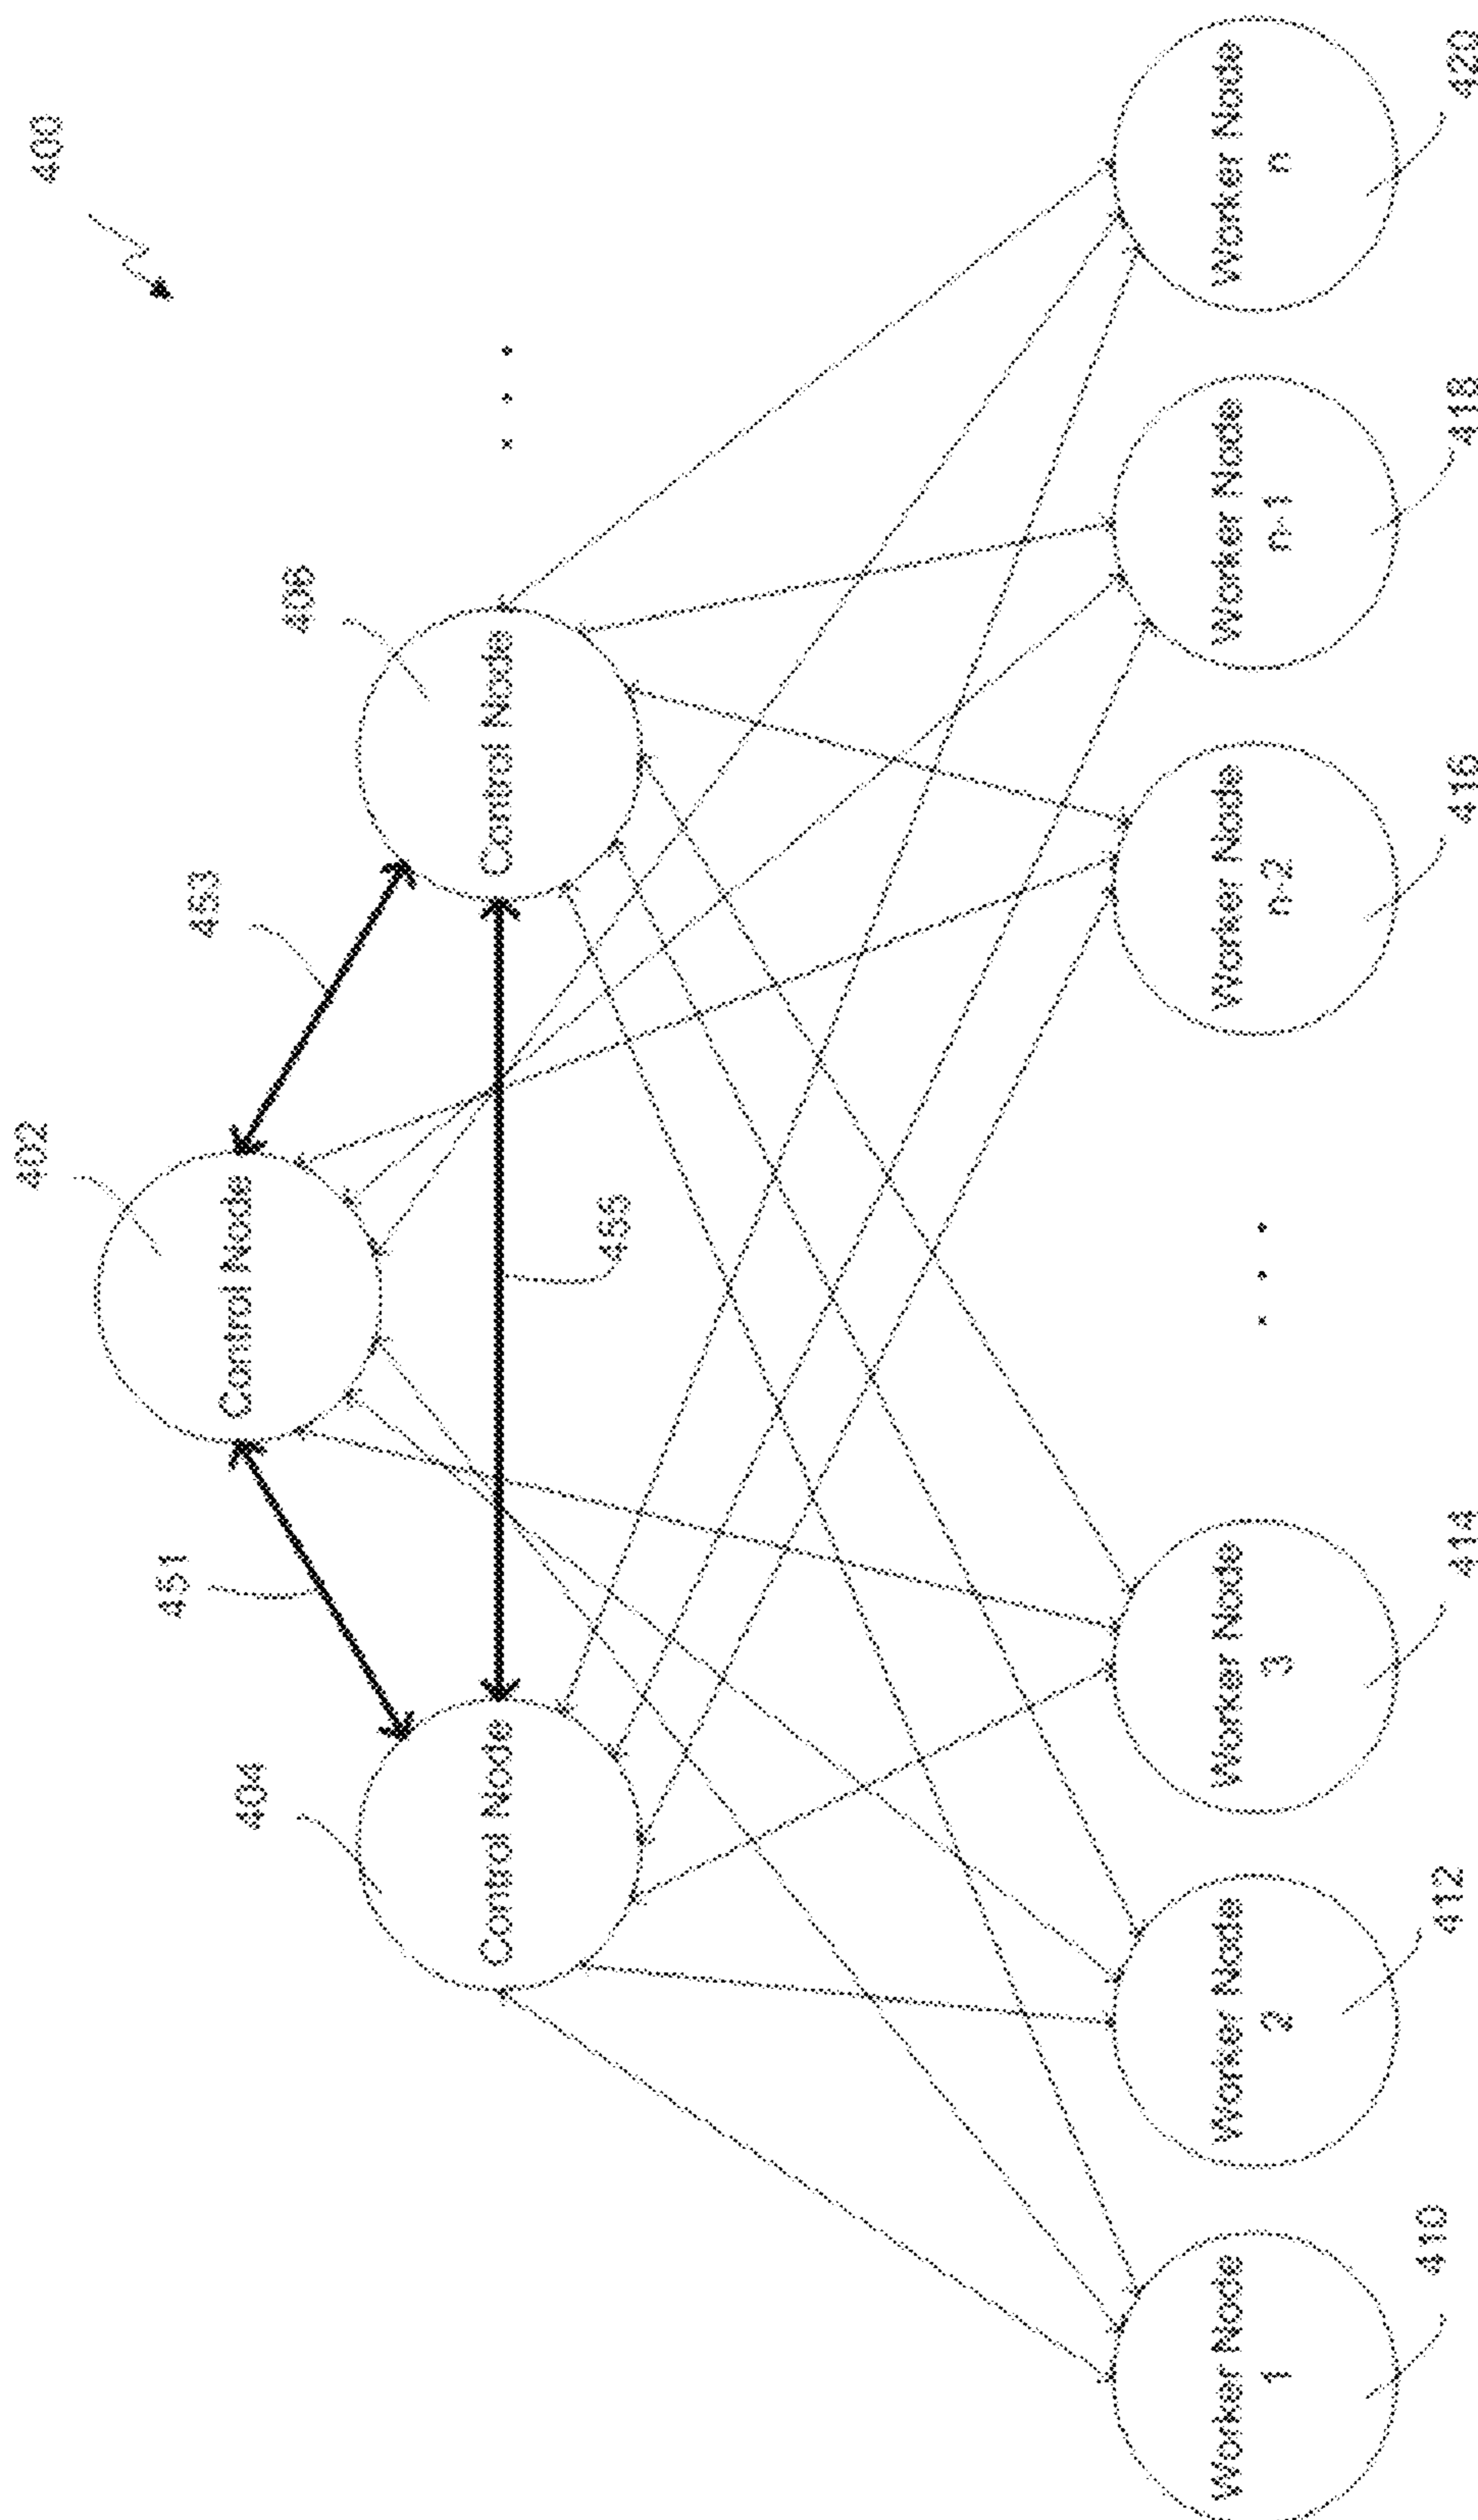 400
402
Control Node
451
453
404
Control Node
406
Control Node
455
. . .
Worker Node
1
410
Worker Node
2
412
Worker Node
3
414
. . .
Worker Node
n-2
416
Worker Node
n-1
418
Worker Node
n
420